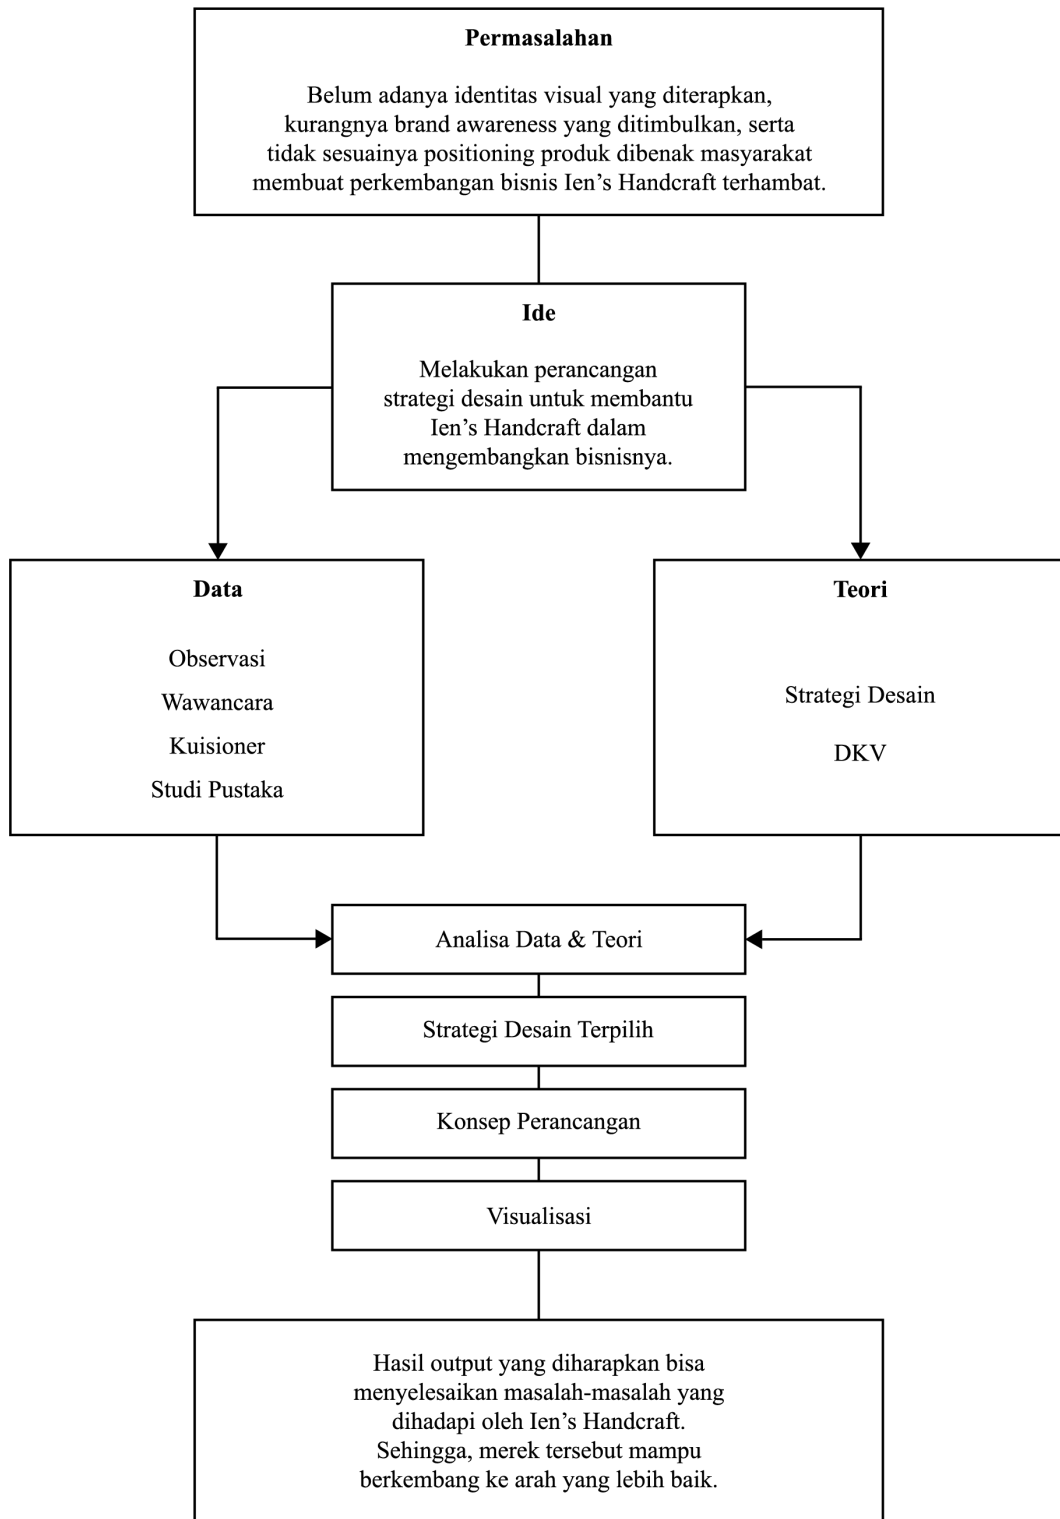 Permasalahan
Belum adanya identitas visual yang diterapkan,
kurangnya brand awareness yang ditimbulkan, serta
tidak sesuainya positioning produk dibenak masyarakat
membuat perkembangan bisnis Ien’s Handcraft terhambat.
Ide
Melakukan perancangan
strategi desain untuk membantu
Ien’s Handcraft dalam
mengembangkan bisnisnya.
Data
Observasi
Wawancara
Kuisioner
Studi Pustaka
Teori
Strategi Desain
DKV
Analisa Data & Teori
Strategi Desain Terpilih
Konsep Perancangan
Visualisasi
Hasil output yang diharapkan bisa
menyelesaikan masalah-masalah yang
dihadapi oleh Ien’s Handcraft.
Sehingga, merek tersebut mampu
berkembang ke arah yang lebih baik.